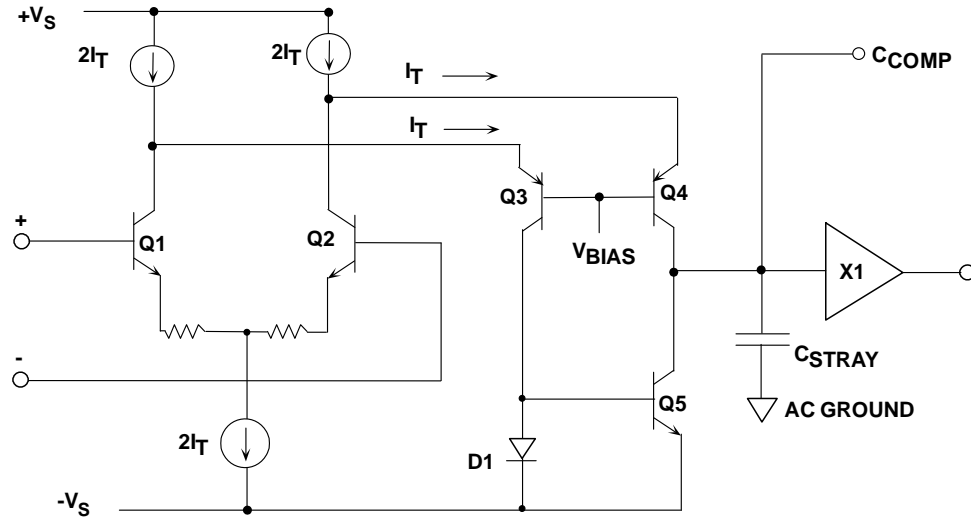 +VS
2IT
2IT
IT
IT
CCOMP
Q3
Q4
+
Q1
Q2
VBIAS
X1
-
CSTRAY
Q5
AC GROUND
2IT
D1
-VS